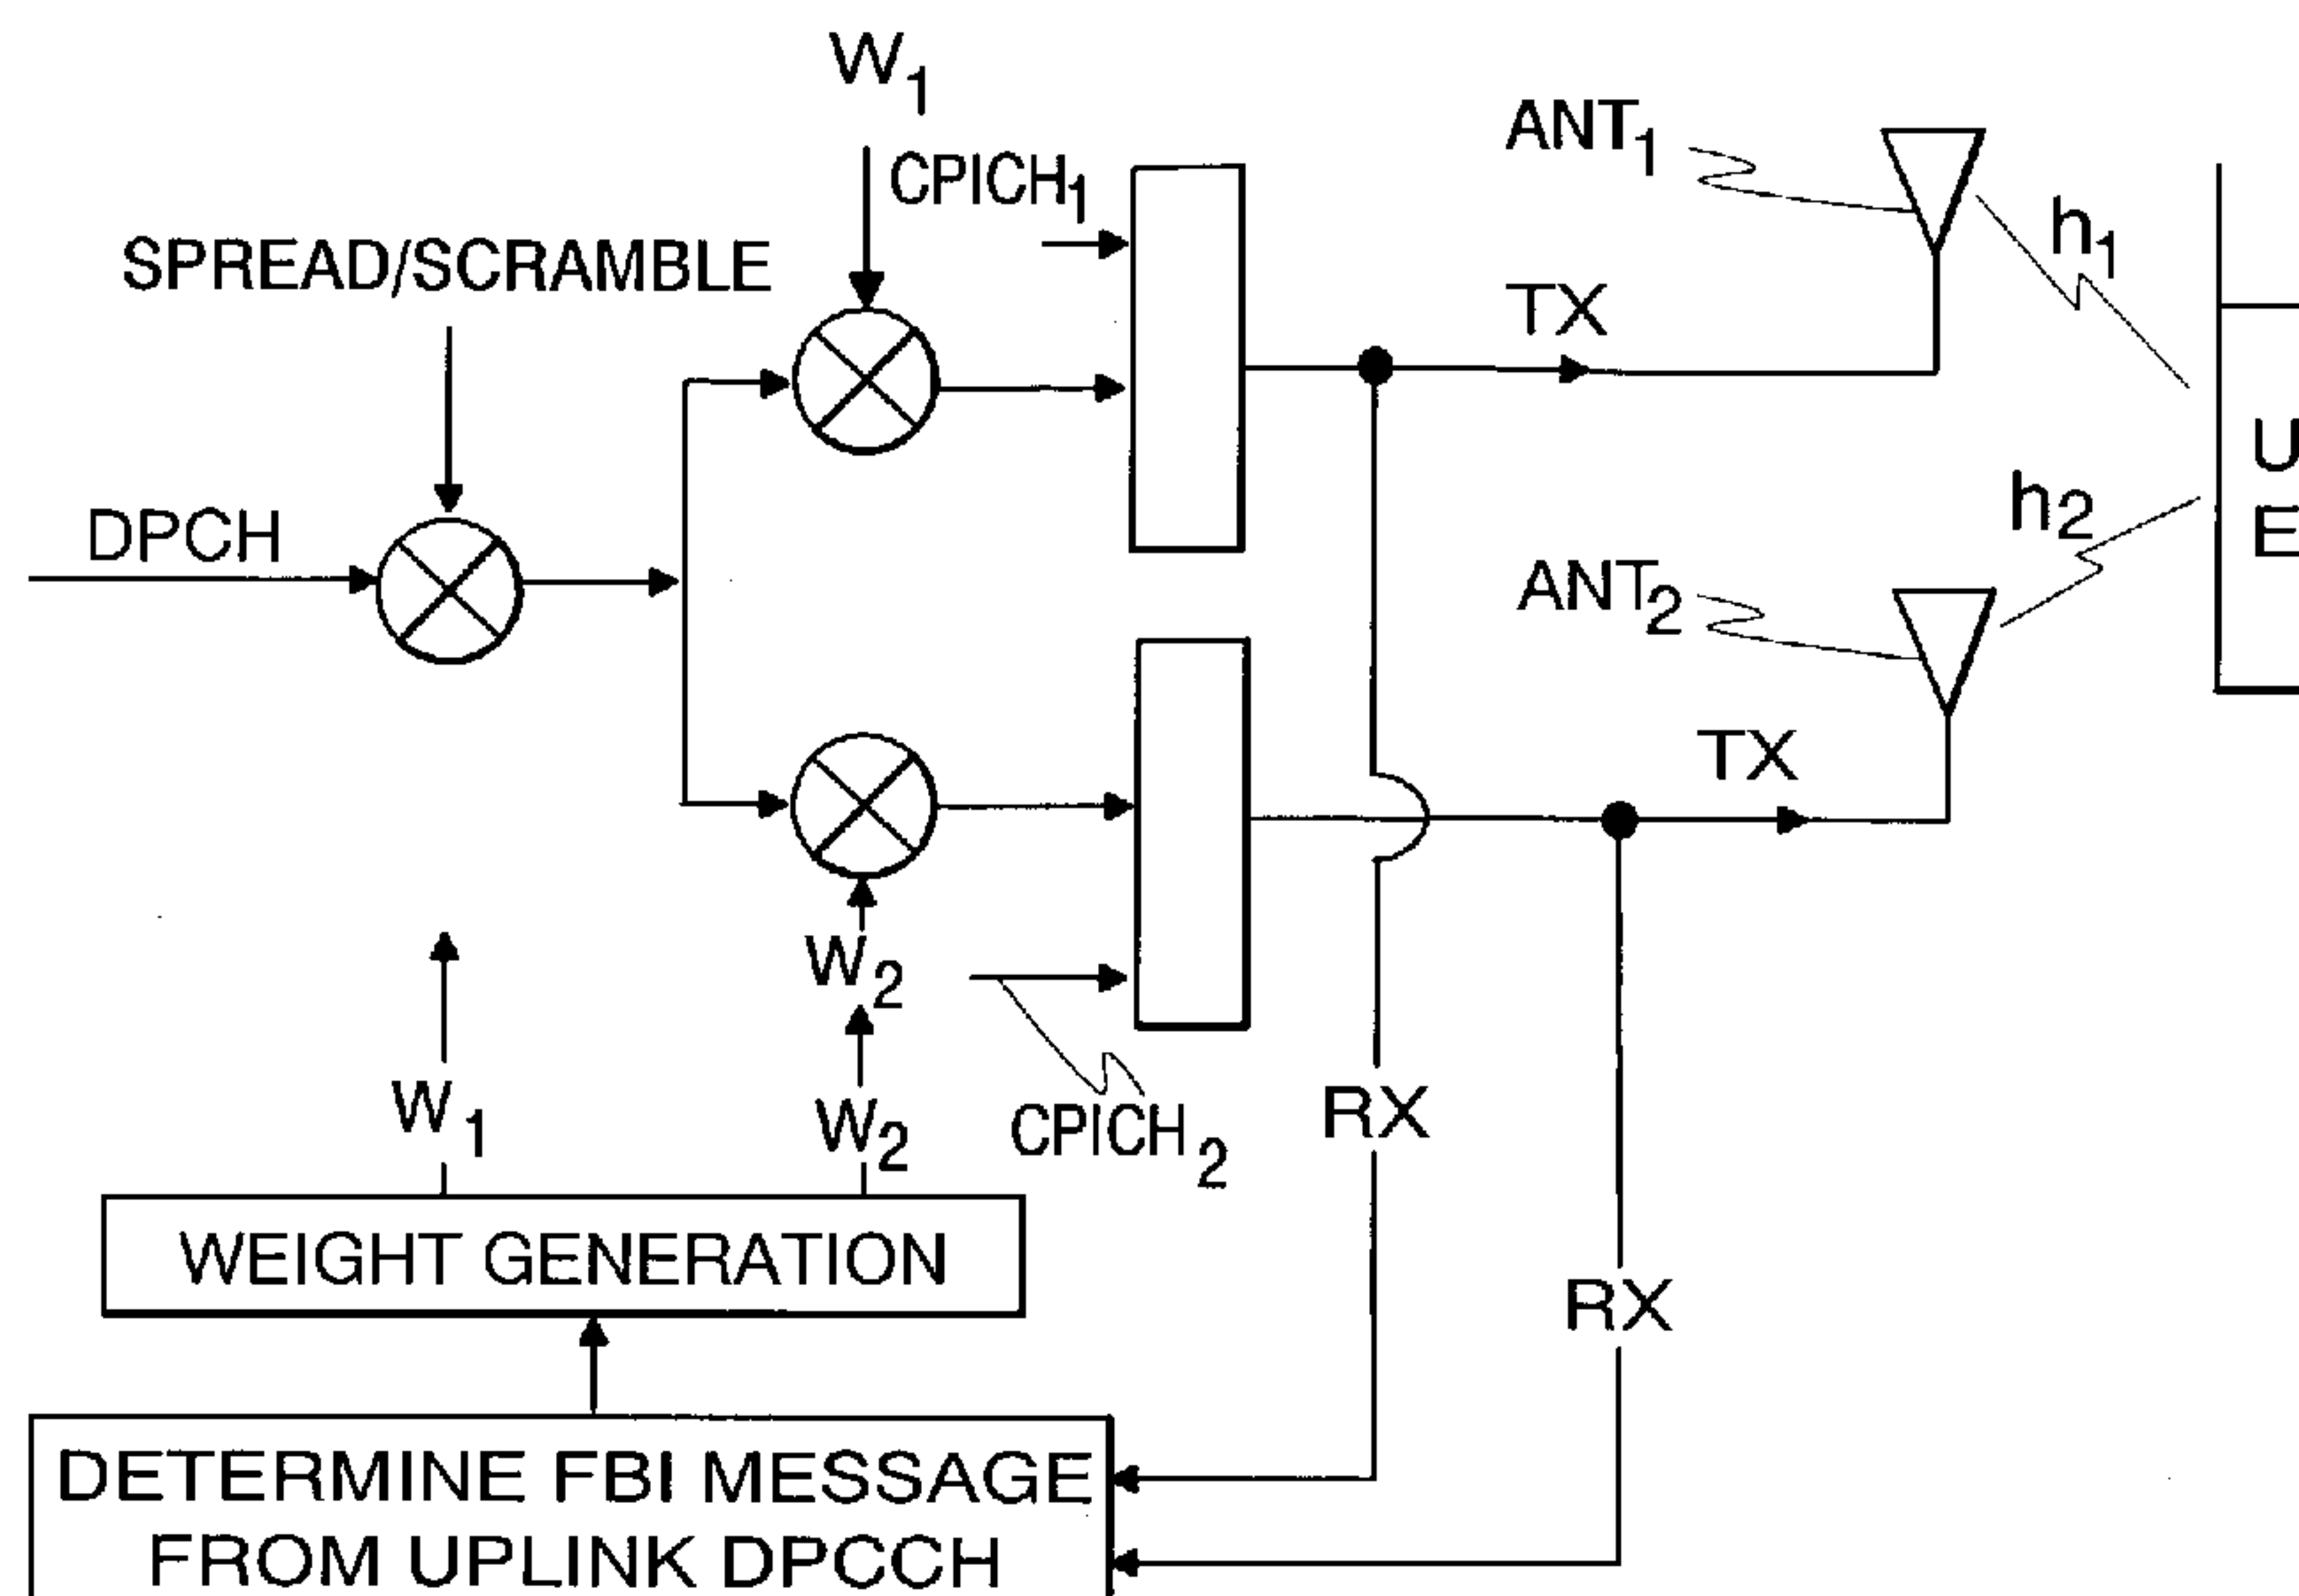 W1
CPICH1
ANT1
h1
SPREAD/SCRAMBLE
TX
DPCH
U
E
h2
ANT2
TX
W2
W1
W2
CPICH2
RX
WEIGHT GENERATION
RX
DETERMINE FBI MESSAGE
FROM UPLINK DPCCH